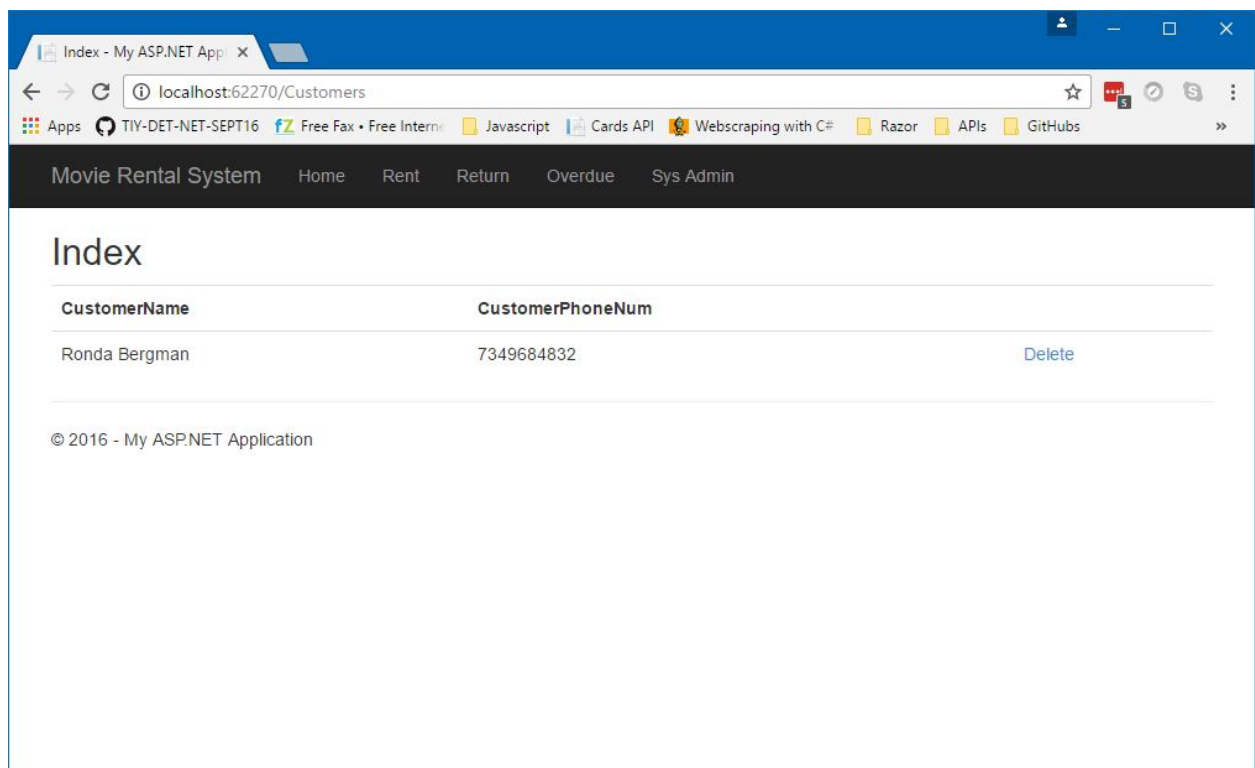 Index - My ASP.NET Appl
localhost:62270/Customers
5
Apps TIY-DET-NET-SEPT16 fZ Free Fax • Free Interne Javascript Cards API Webscraping with C# Razor APIs GitHubs »
Movie Rental System Home Rent Return Overdue Sys Admin
Index
CustomerName CustomerPhoneNum
Ronda Bergman 7349684832 Delete
© 2016 - My ASP.NET Application